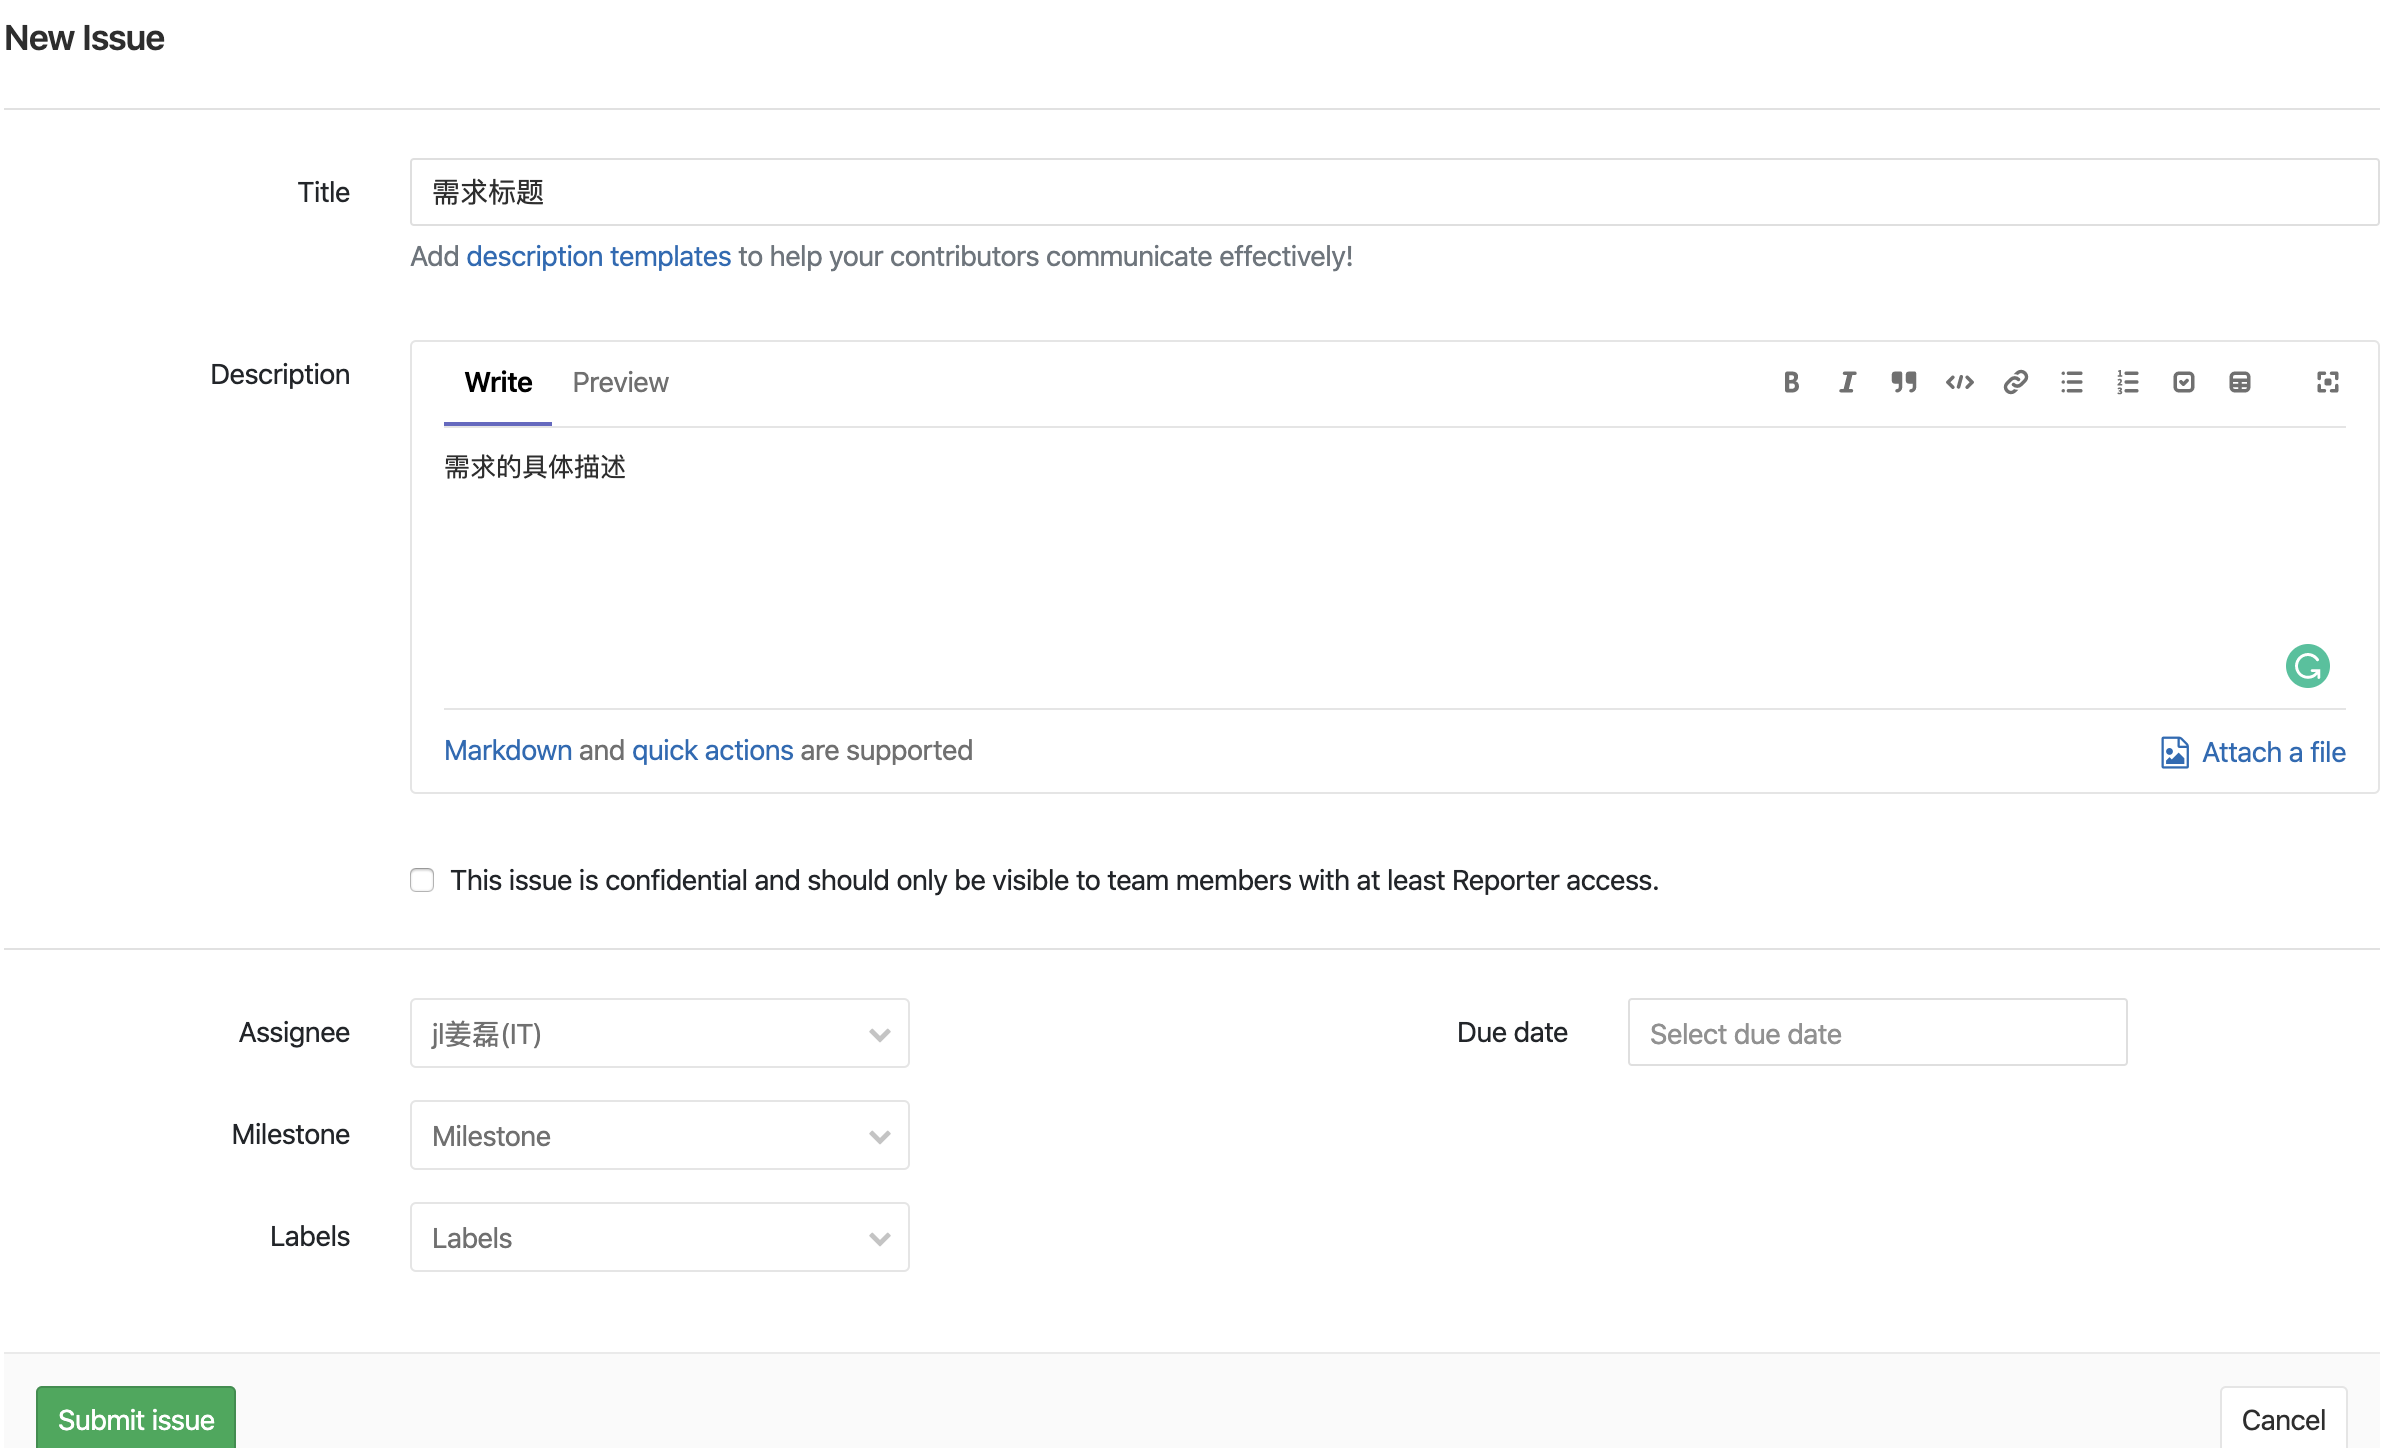 New Issue
Title
需求标题
Add description templates to help your contributors communicate effectively!
Description
Write Preview
需求的具体描述
Markdown and quick actions are supported
Attach a file
This issue is confidential and should only be visible to team members with at least Reporter access.
Assignee
jl姜磊(IT)
Due date
Select due date
Milestone
Milestone
Labels
Labels
Submit issue
Cancel